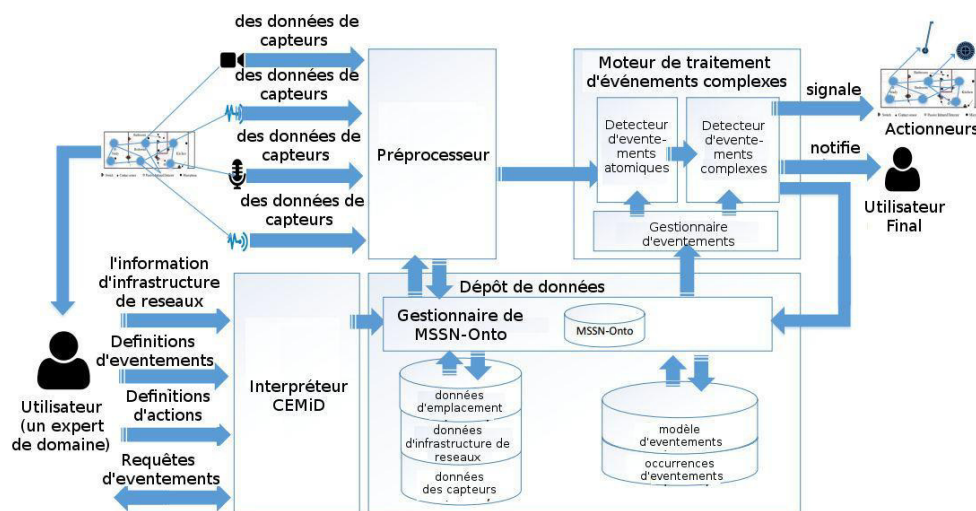 des données de
capteurs
des données de
capteurs
des données de
capteurs
des données de
capteurs
Préprocesseur
Moteur de traitement
d'événements complexes
Detecteur
d'evente-
ments
atomiques
Detecteur
d'evente-
ments
complexes
Gestionnaire
d'eventements
signale
Actionneurs
notifie
Utilisateur
Final
l'information
d'infrastructure
de reseaux
Definitions
d'eventements
Definitions
d'actions
Requêtes
d'eventements
Utilisateur
(un expert
de domaine)
Interpréteur
CEMiD
Dépôt de données
Gestionnaire de
MSSN-Onto
MSSN-Onto
données
d'emplacement
données
d'infrastructure de
reseaux
données
des capteurs
modèle
d'eventements
occurrences
d'eventements